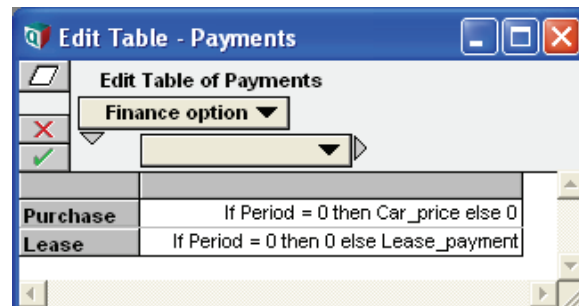 Edit Table - Payments
Edit Table of Payments
Finance option
Purchase If Period = 0 then Car_price else 0
Lease If Period = 0 then 0 else Lease_payment